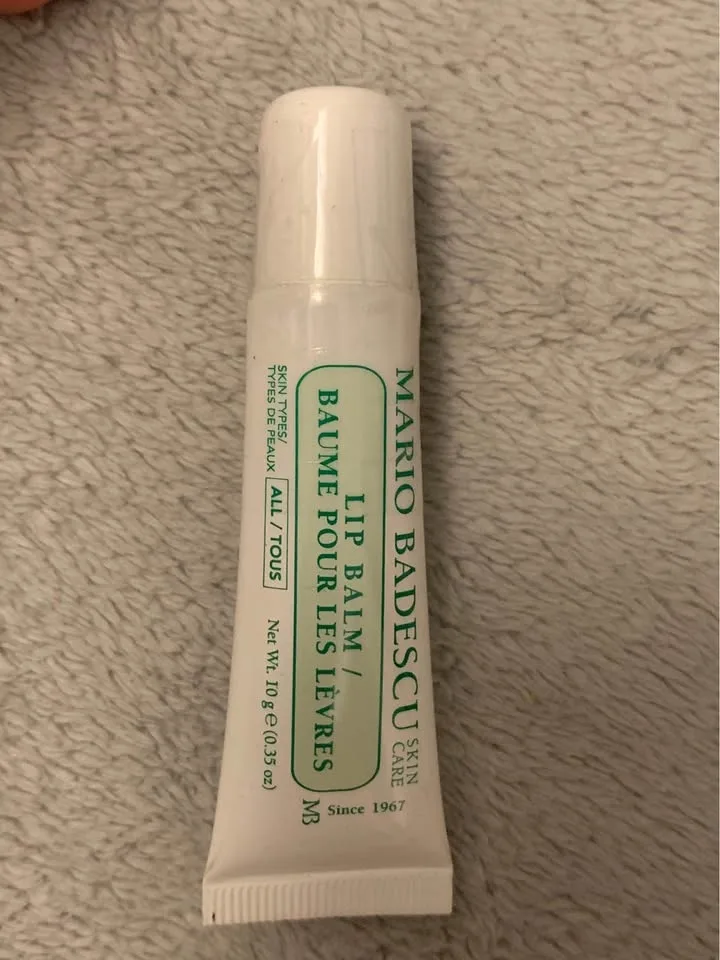 MARIO BADESCU SKIN CARE
LIP BALM /
BAUME POUR LES LÈVRES
SKIN TYPES/
TYPES DE PEAUX
ALL / TOUS
Net Wt. 10 g ℮ (0.35 oz)
MB Since 1967